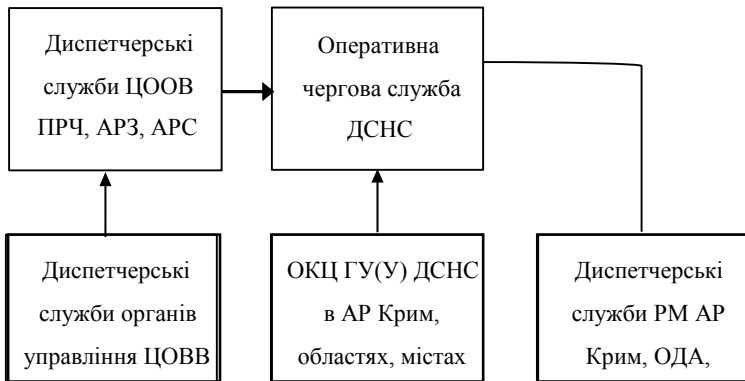 Диспетчерські
служби ЦООВ
ПРЧ, АРЗ, АРС
Оперативна
чергова служба
ДСНС
Диспетчерські
служби органів
управління ЦОВВ
ОКЦ ГУ(У) ДСНС
в АР Крим,
областях, містах
Диспетчерські
служби РМ АР
Крим, ОДА,